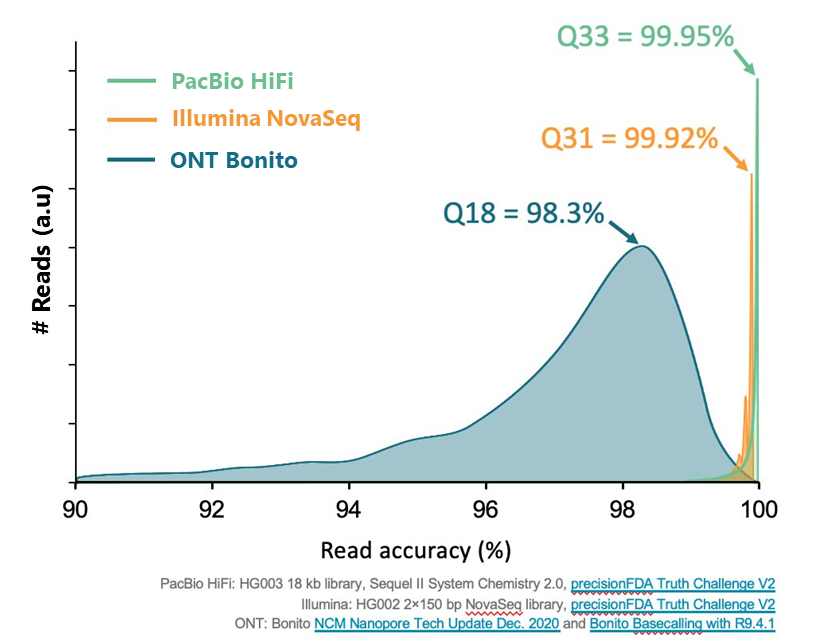 Q33 = 99.95%
PacBio HiFi
Illumina NovaSeq
Q31 = 99.92%
ONT Bonito
Q18 = 98.3%
# Reads (a.u)
90 92 94 96 98 100
Read accuracy (%)
PacBio HiFi: HG003 18 kb library, Sequel II System Chemistry 2.0, precisionFDA Truth Challenge V2
Illumina: HG002 2×150 bp NovaSeq library, precisionFDA Truth Challenge V2
ONT: Bonito NCM Nanopore Tech Update Dec. 2020 and Bonito Basecalling with R9.4.1